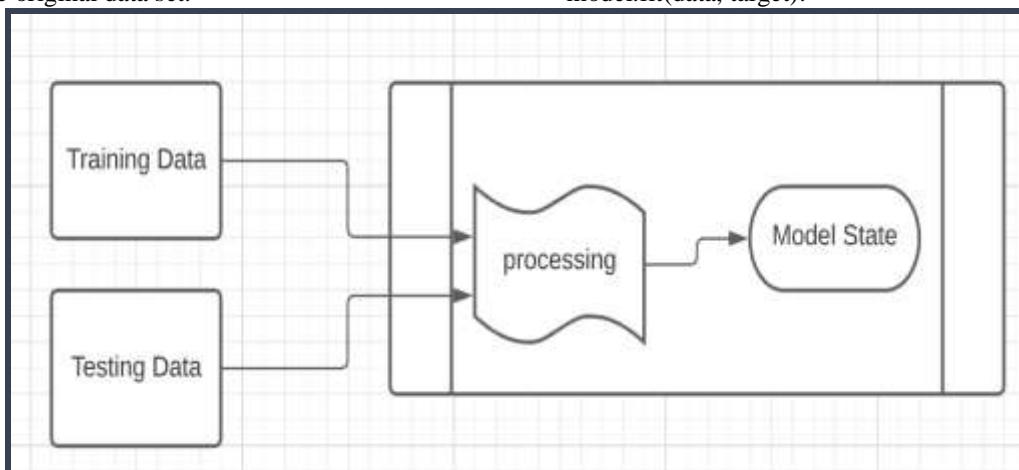 original data set.
model.fit(data, target).
Training Data
processing
Model State
Testing Data